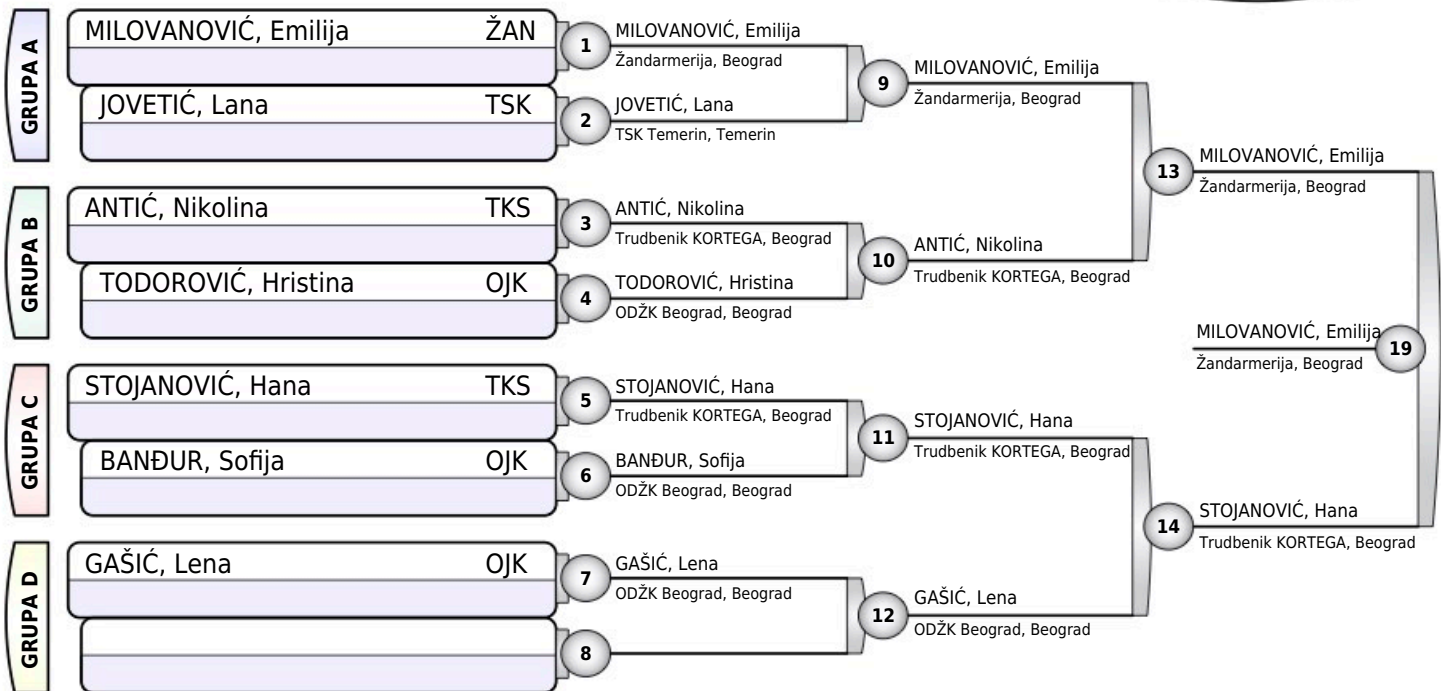 GRUPA A
MILOVANOVIĆ, Emilija ŽAN
JOVETIĆ, Lana TSK
GRUPA B
ANTIĆ, Nikolina TKS
TODOROVIĆ, Hristina OJK
GRUPA C
STOJANOVIĆ, Hana TKS
BANĐUR, Sofija OJK
GRUPA D
GAŠIĆ, Lena OJK
1
MILOVANOVIĆ, Emilija
Žandarmerija, Beograd
2
JOVETIĆ, Lana
TSK Temerin, Temerin
3
ANTIĆ, Nikolina
Trudbenik KORTEGA, Beograd
4
TODOROVIĆ, Hristina
ODŽK Beograd, Beograd
5
STOJANOVIĆ, Hana
Trudbenik KORTEGA, Beograd
6
BANĐUR, Sofija
ODŽK Beograd, Beograd
7
GAŠIĆ, Lena
ODŽK Beograd, Beograd
8
9
MILOVANOVIĆ, Emilija
Žandarmerija, Beograd
10
ANTIĆ, Nikolina
Trudbenik KORTEGA, Beograd
11
STOJANOVIĆ, Hana
Trudbenik KORTEGA, Beograd
12
GAŠIĆ, Lena
ODŽK Beograd, Beograd
13
MILOVANOVIĆ, Emilija
Žandarmerija, Beograd
14
STOJANOVIĆ, Hana
Trudbenik KORTEGA, Beograd
MILOVANOVIĆ, Emilija
Žandarmerija, Beograd
19